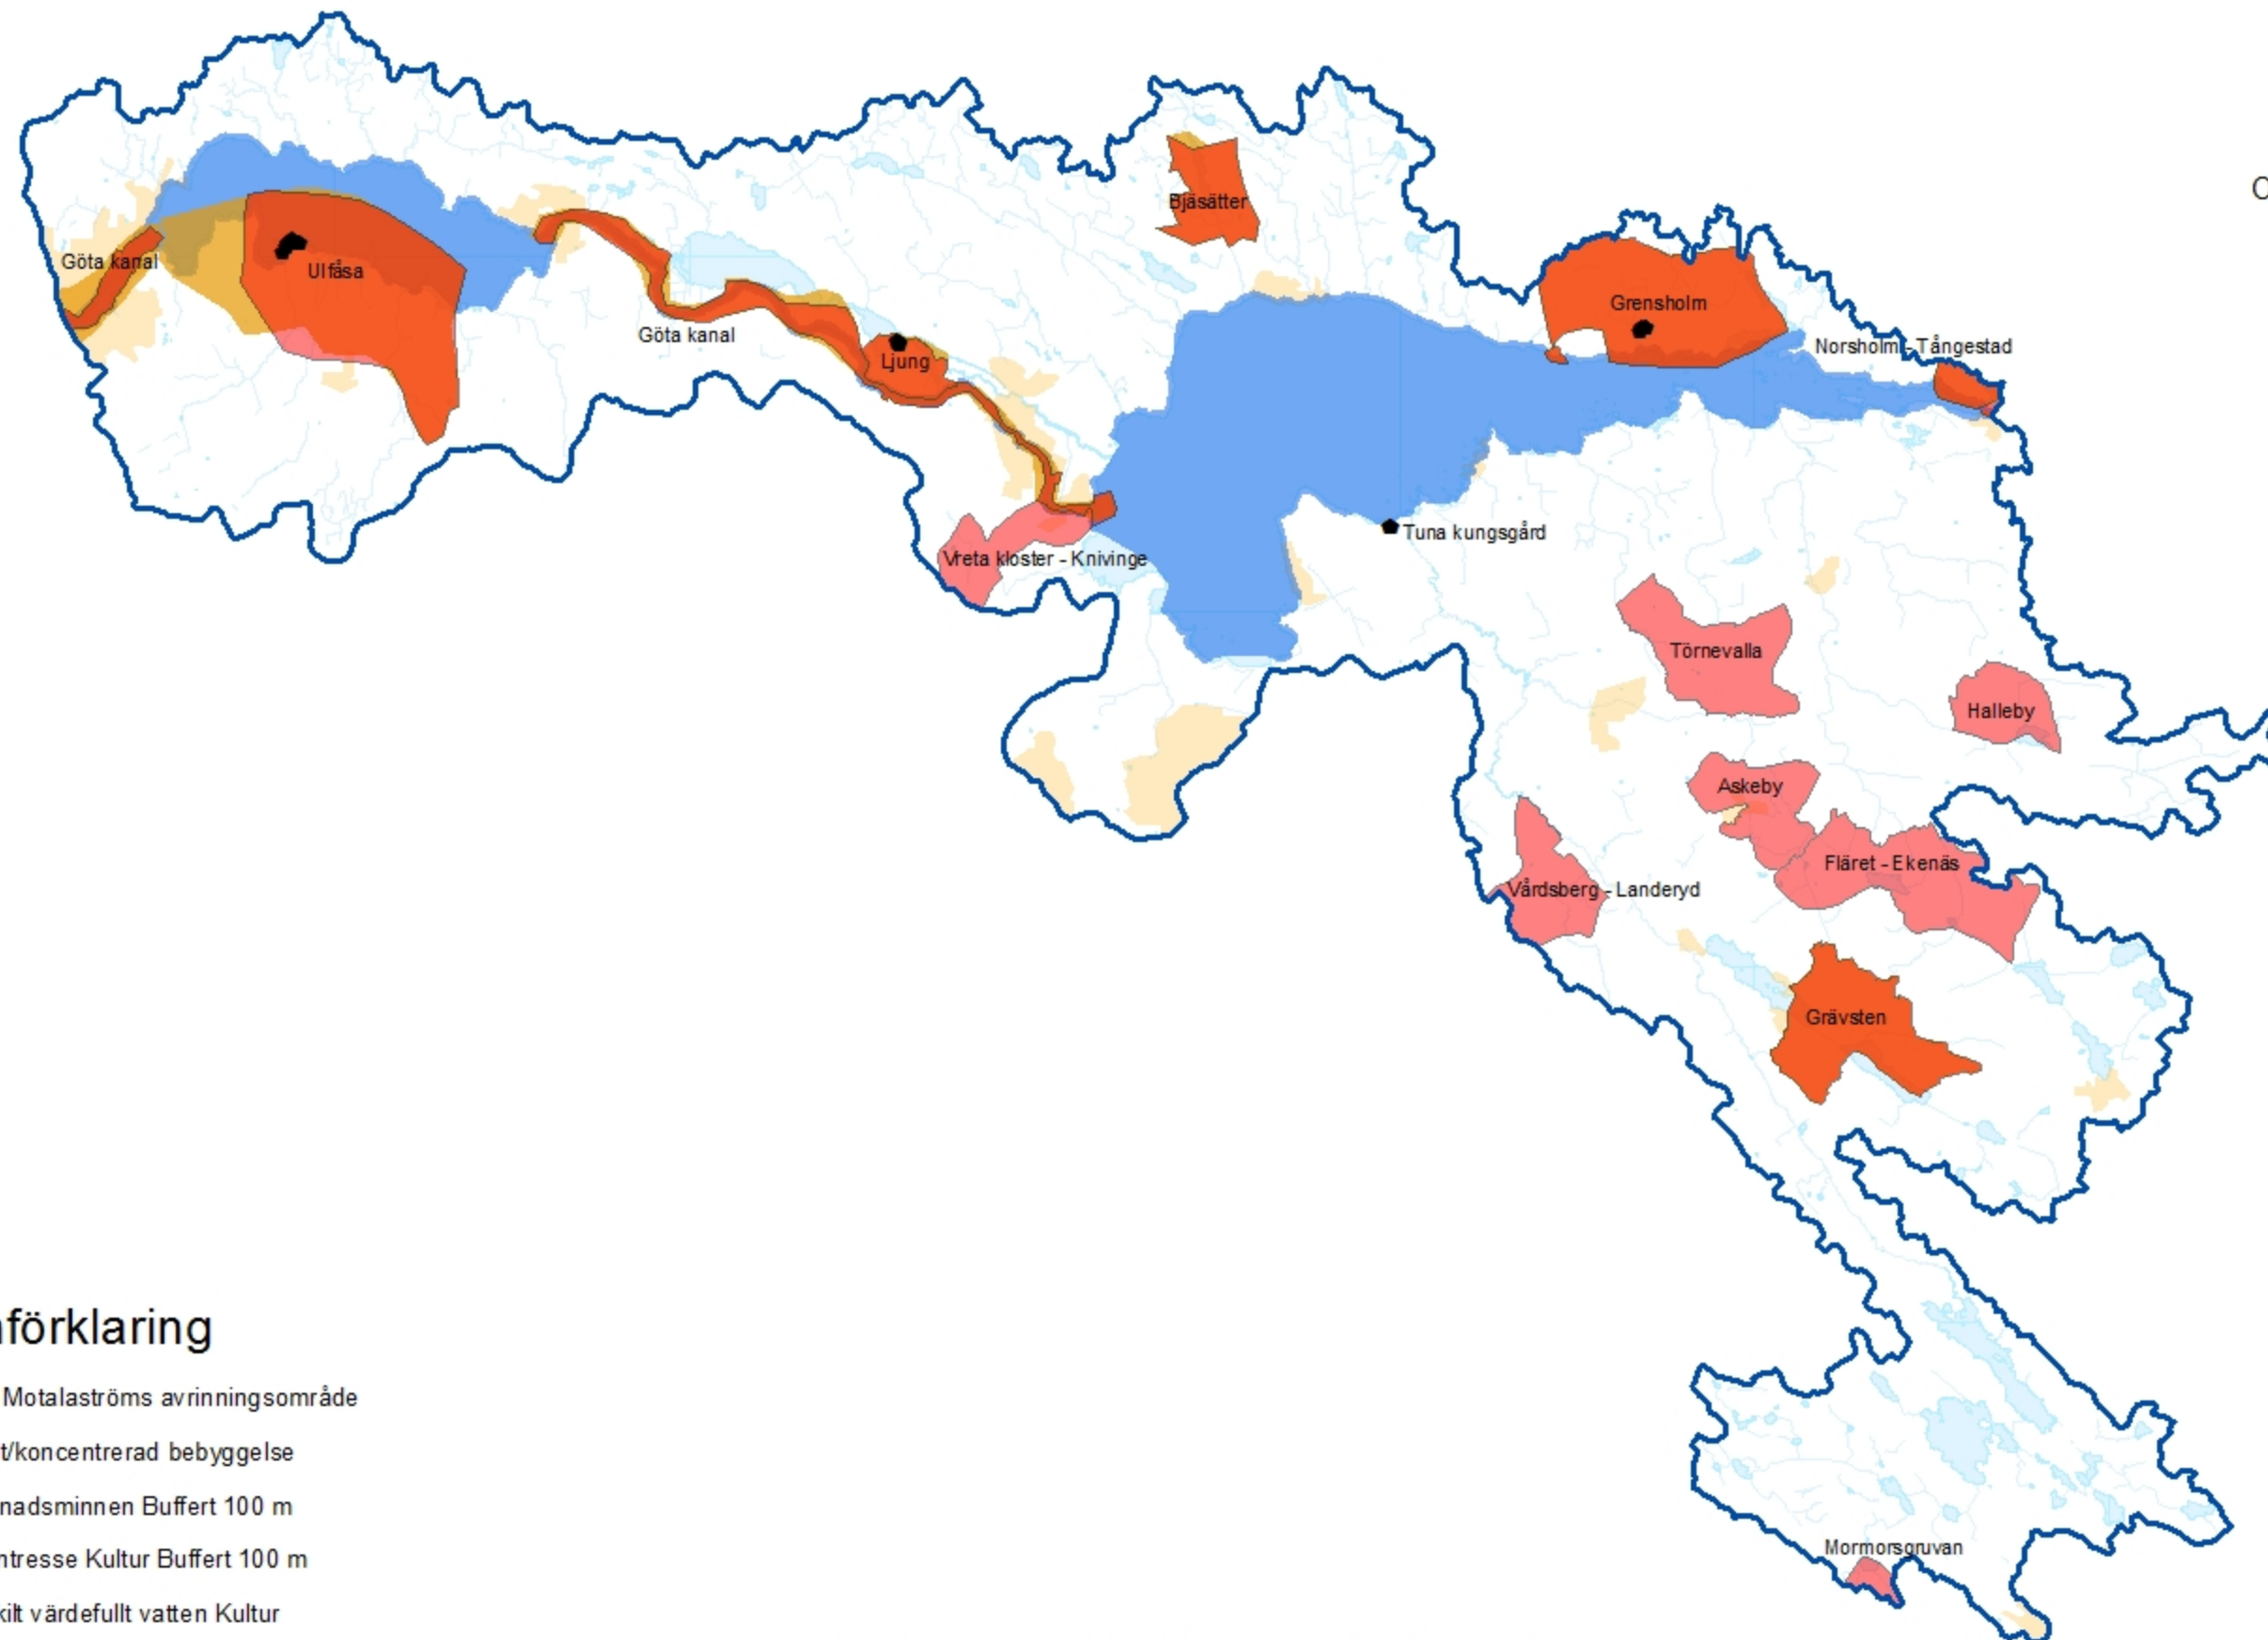 Bjäsätter
Göta kanal
Ulfåsa
Grensholm
Göta kanal
Norsholm - Tångestad
Ljung
Tuna kungsgård
Vreta kloster - Knivinge
Törnevalla
Halleby
Askeby
Fläret - Ekenäs
Vårdsberg - Landeryd
Grävsten
förklaring
Motalaströms avrinningsområde
t/koncentrerad bebyggelse
nadsminnen Buffert 100 m
Mormorsgruvan
ntresse Kultur Buffert 100 m
kilt värdefullt vatten Kultur